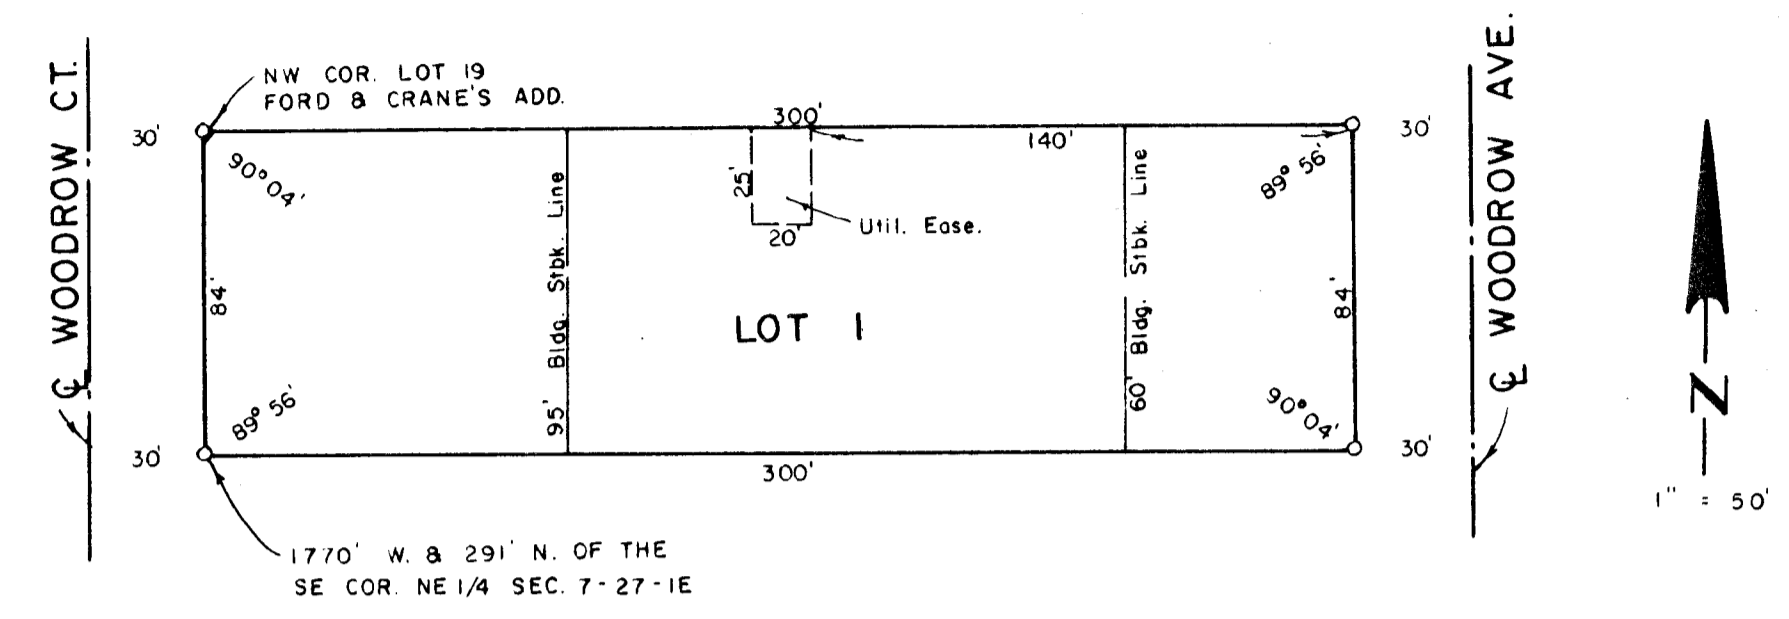 ℄ WOODROW CT.
NW COR. LOT 19
FORD & CRANE'S ADD.
30'
300'
140'
30'
90° 04'
89° 56'
25'
20'
Util. Ease.
84'
95' Bldg. Stbk. Line
LOT 1
60' Bldg. Stbk. Line
84'
89° 56'
90° 04'
30'
300'
30'
℄ WOODROW AVE.
N
1" = 50'
1770' W. & 291' N. OF THE
SE COR. NE 1/4 SEC. 7-27-1E